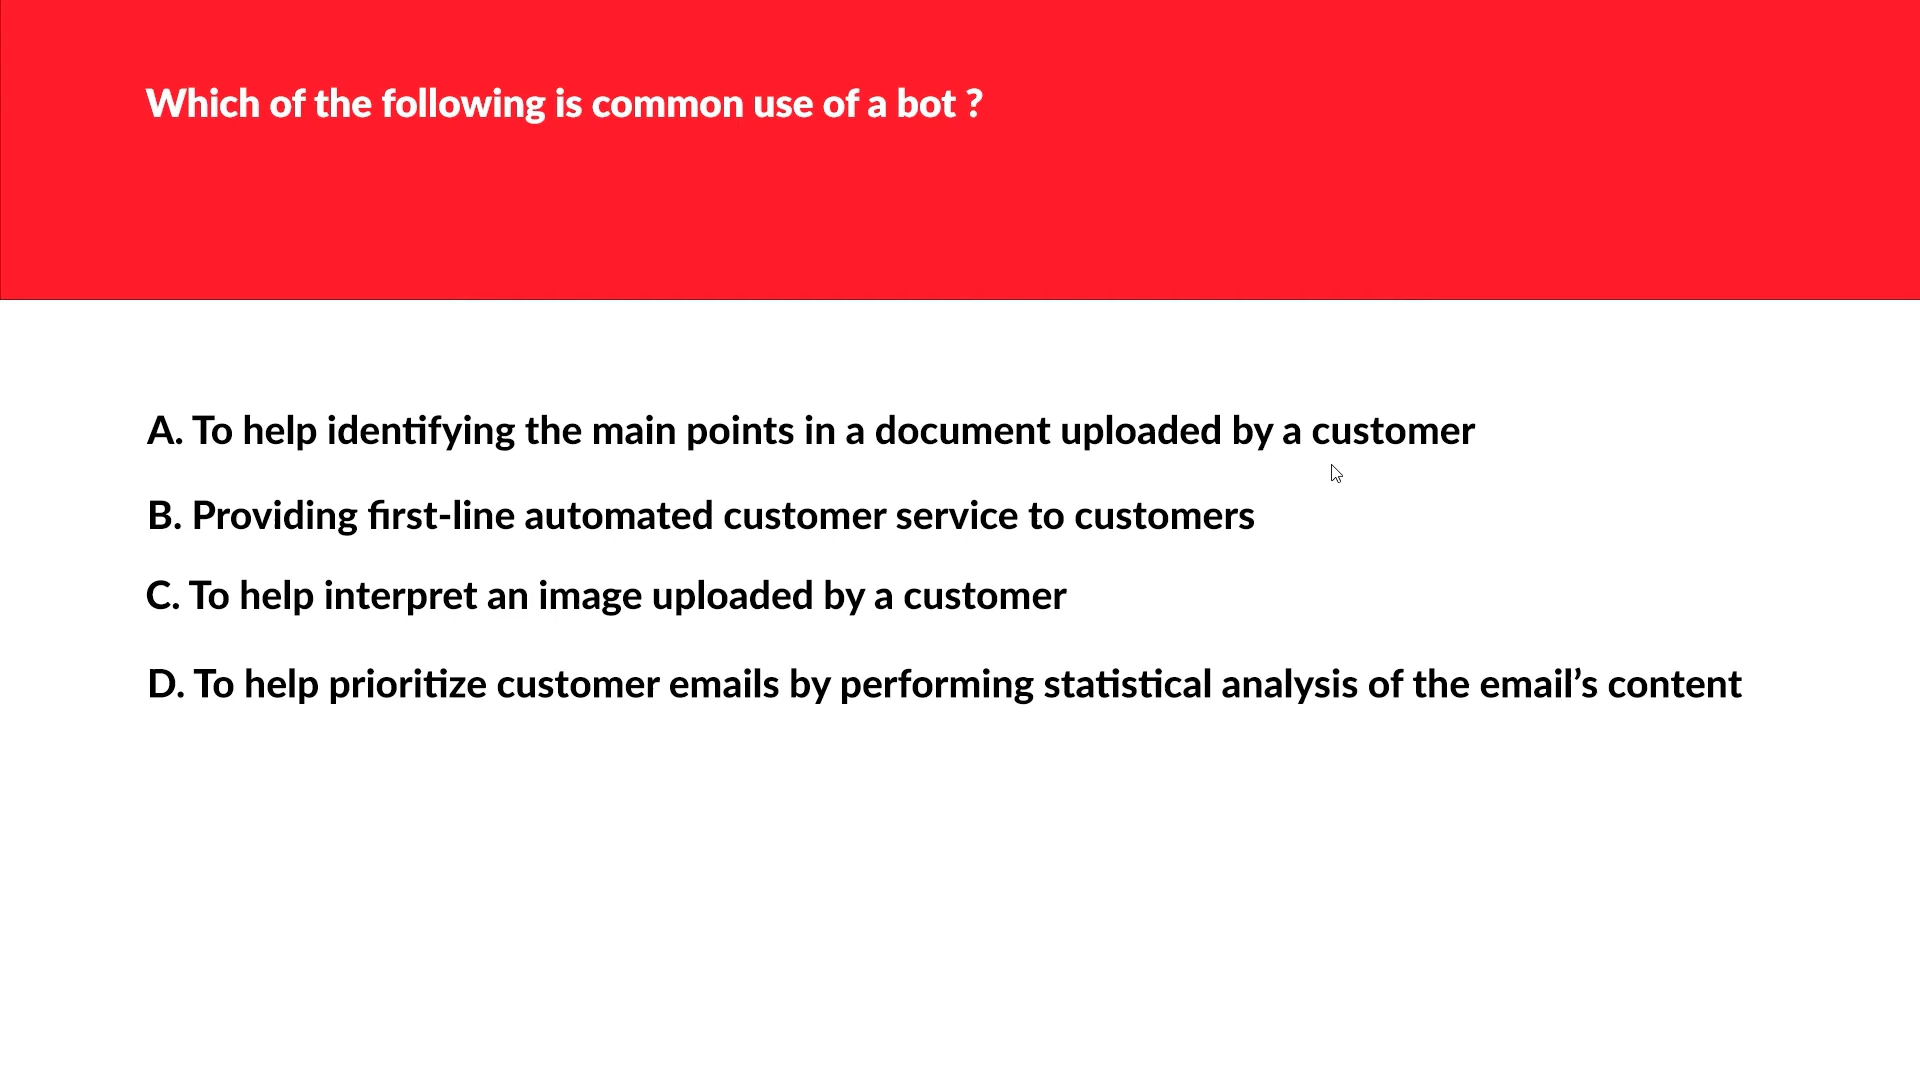 Which of the following is common use of a bot ?
A. To help identifying the main points in a document uploaded by a customer
B. Providing first-line automated customer service to customers
C. To help interpret an image uploaded by a customer
D. To help prioritize customer emails by performing statistical analysis of the email’s content